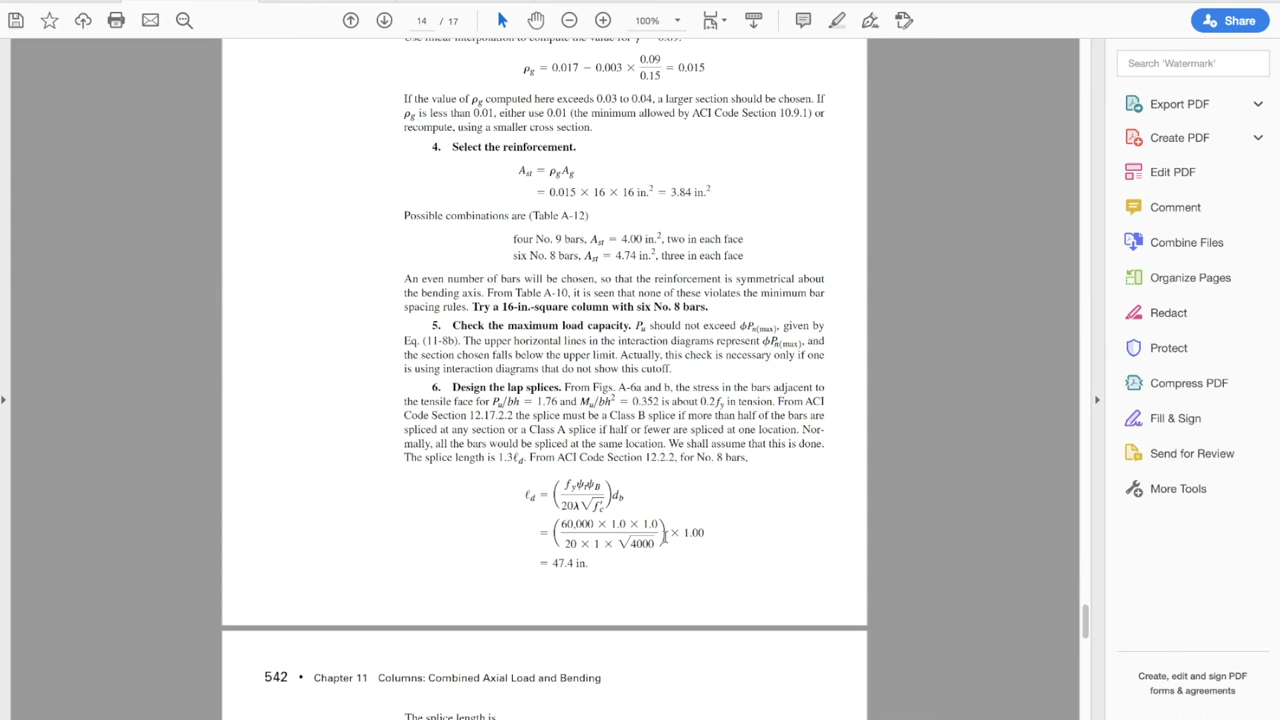 14 / 17
100%
Share
ρg = 0.017 − 0.003 × 0.09/0.15 = 0.015
If the value of ρg computed here exceeds 0.03 to 0.04, a larger section should be chosen. If
ρg is less than 0.01, either use 0.01 (the minimum allowed by ACI Code Section 10.9.1) or
recompute, using a smaller cross section.
4. Select the reinforcement.
Ast = ρgAg
= 0.015 × 16 × 16 in.² = 3.84 in.²
Possible combinations are (Table A-12)
four No. 9 bars, Ast = 4.00 in.², two in each face
six No. 8 bars, Ast = 4.74 in.², three in each face
An even number of bars will be chosen, so that the reinforcement is symmetrical about
the bending axis. From Table A-10, it is seen that none of these violates the minimum bar
spacing rules. Try a 16-in.-square column with six No. 8 bars.
5. Check the maximum load capacity. Pu should not exceed ϕPn(max), given by
Eq. (11-8b). The upper horizontal lines in the interaction diagrams represent ϕPn(max), and
the section chosen falls below the upper limit. Actually, this check is necessary only if one
is using interaction diagrams that do not show this cutoff.
6. Design the lap splices. From Figs. A-6a and b, the stress in the bars adjacent to
the tensile face for Pu/bh = 1.76 and Mu/bh² = 0.352 is about 0.2fy in tension. From ACI
Code Section 12.17.2.2 the splice must be a Class B splice if more than half of the bars are
spliced at any section or a Class A splice if half or fewer are spliced at one location. Nor-
mally, all the bars would be spliced at the same location. We shall assume that this is done.
The splice length is 1.3ℓd. From ACI Code Section 12.2.2, for No. 8 bars,
ℓd = (fyψtψB / 20λ√f′c) db
= (60,000 × 1.0 × 1.0 / 20 × 1 × √4000) × 1.00
= 47.4 in.
542 • Chapter 11 Columns: Combined Axial Load and Bending
The splice length is
Search 'Watermark'
Export PDF
Create PDF
Edit PDF
Comment
Combine Files
Organize Pages
Redact
Protect
Compress PDF
Fill & Sign
Send for Review
More Tools
Create, edit and sign PDF
forms & agreements